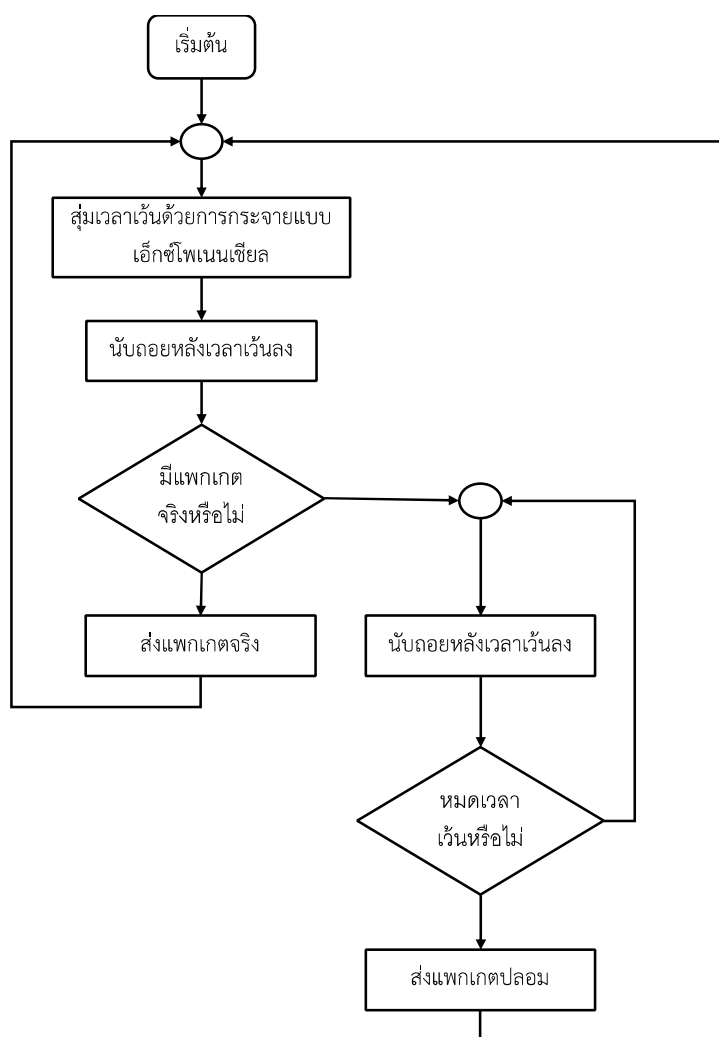 เริ่มต้น
สุ่มเวลาเว้นด้วยการกระจายแบบ
เอ็กซ์โพเนนเชียล
นับถอยหลังเวลาเว้นลง
มีแพกเกต
จริงหรือไม่
ส่งแพกเกตจริง
นับถอยหลังเวลาเว้นลง
หมดเวลา
เว้นหรือไม่
ส่งแพกเกตปลอม